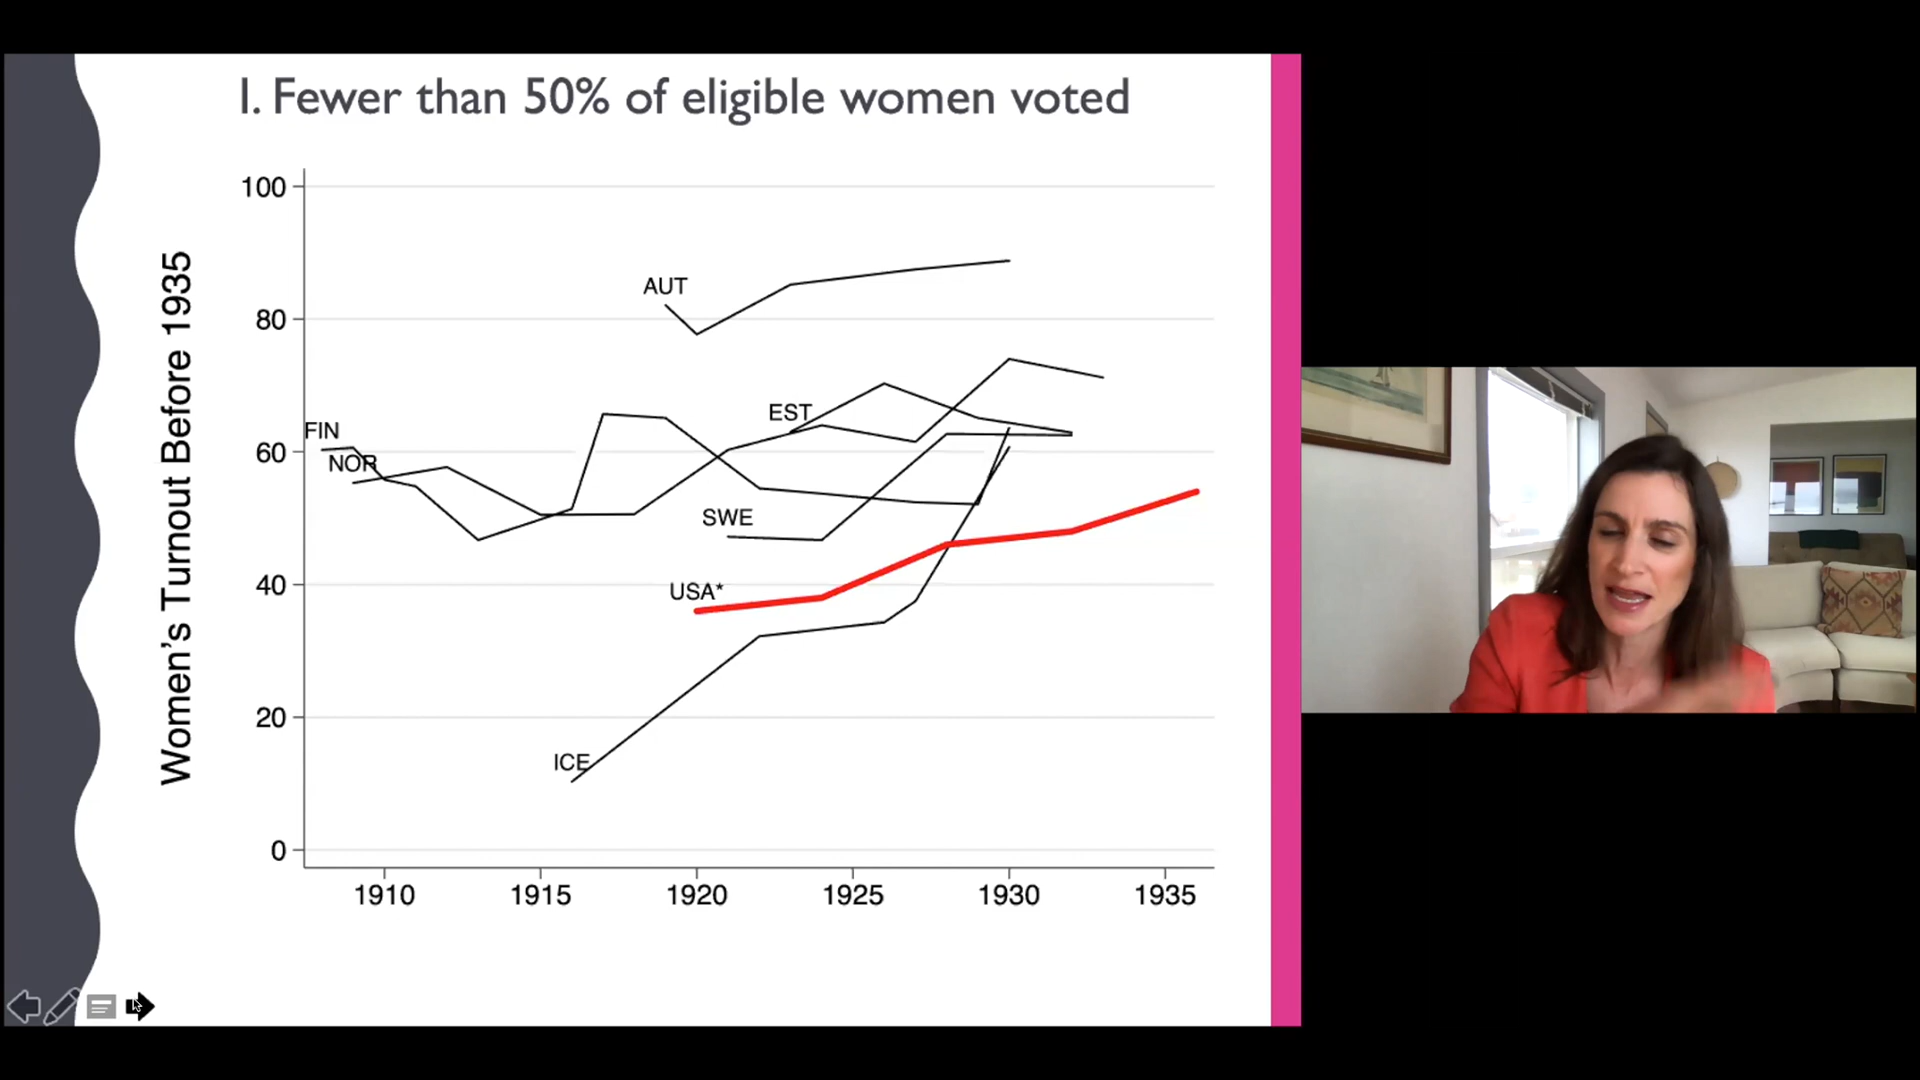 I. Fewer than 50% of eligible women voted
Women's Turnout Before 1935
100
80
60
40
20
0
AUT
EST
FIN
NOR
SWE
USA*
ICE
1910
1915
1920
1925
1930
1935